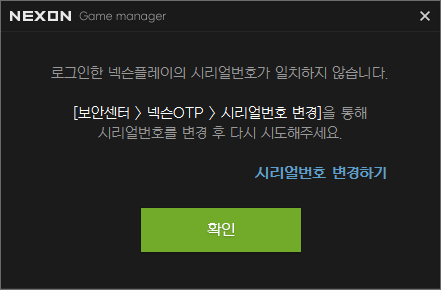 NEXON Game manager
로그인한 넥슨플레이의 시리얼번호가 일치하지 않습니다.
[보안센터 > 넥슨OTP > 시리얼번호 변경]을 통해
시리얼번호를 변경 후 다시 시도해주세요.
시리얼번호 변경하기
확인